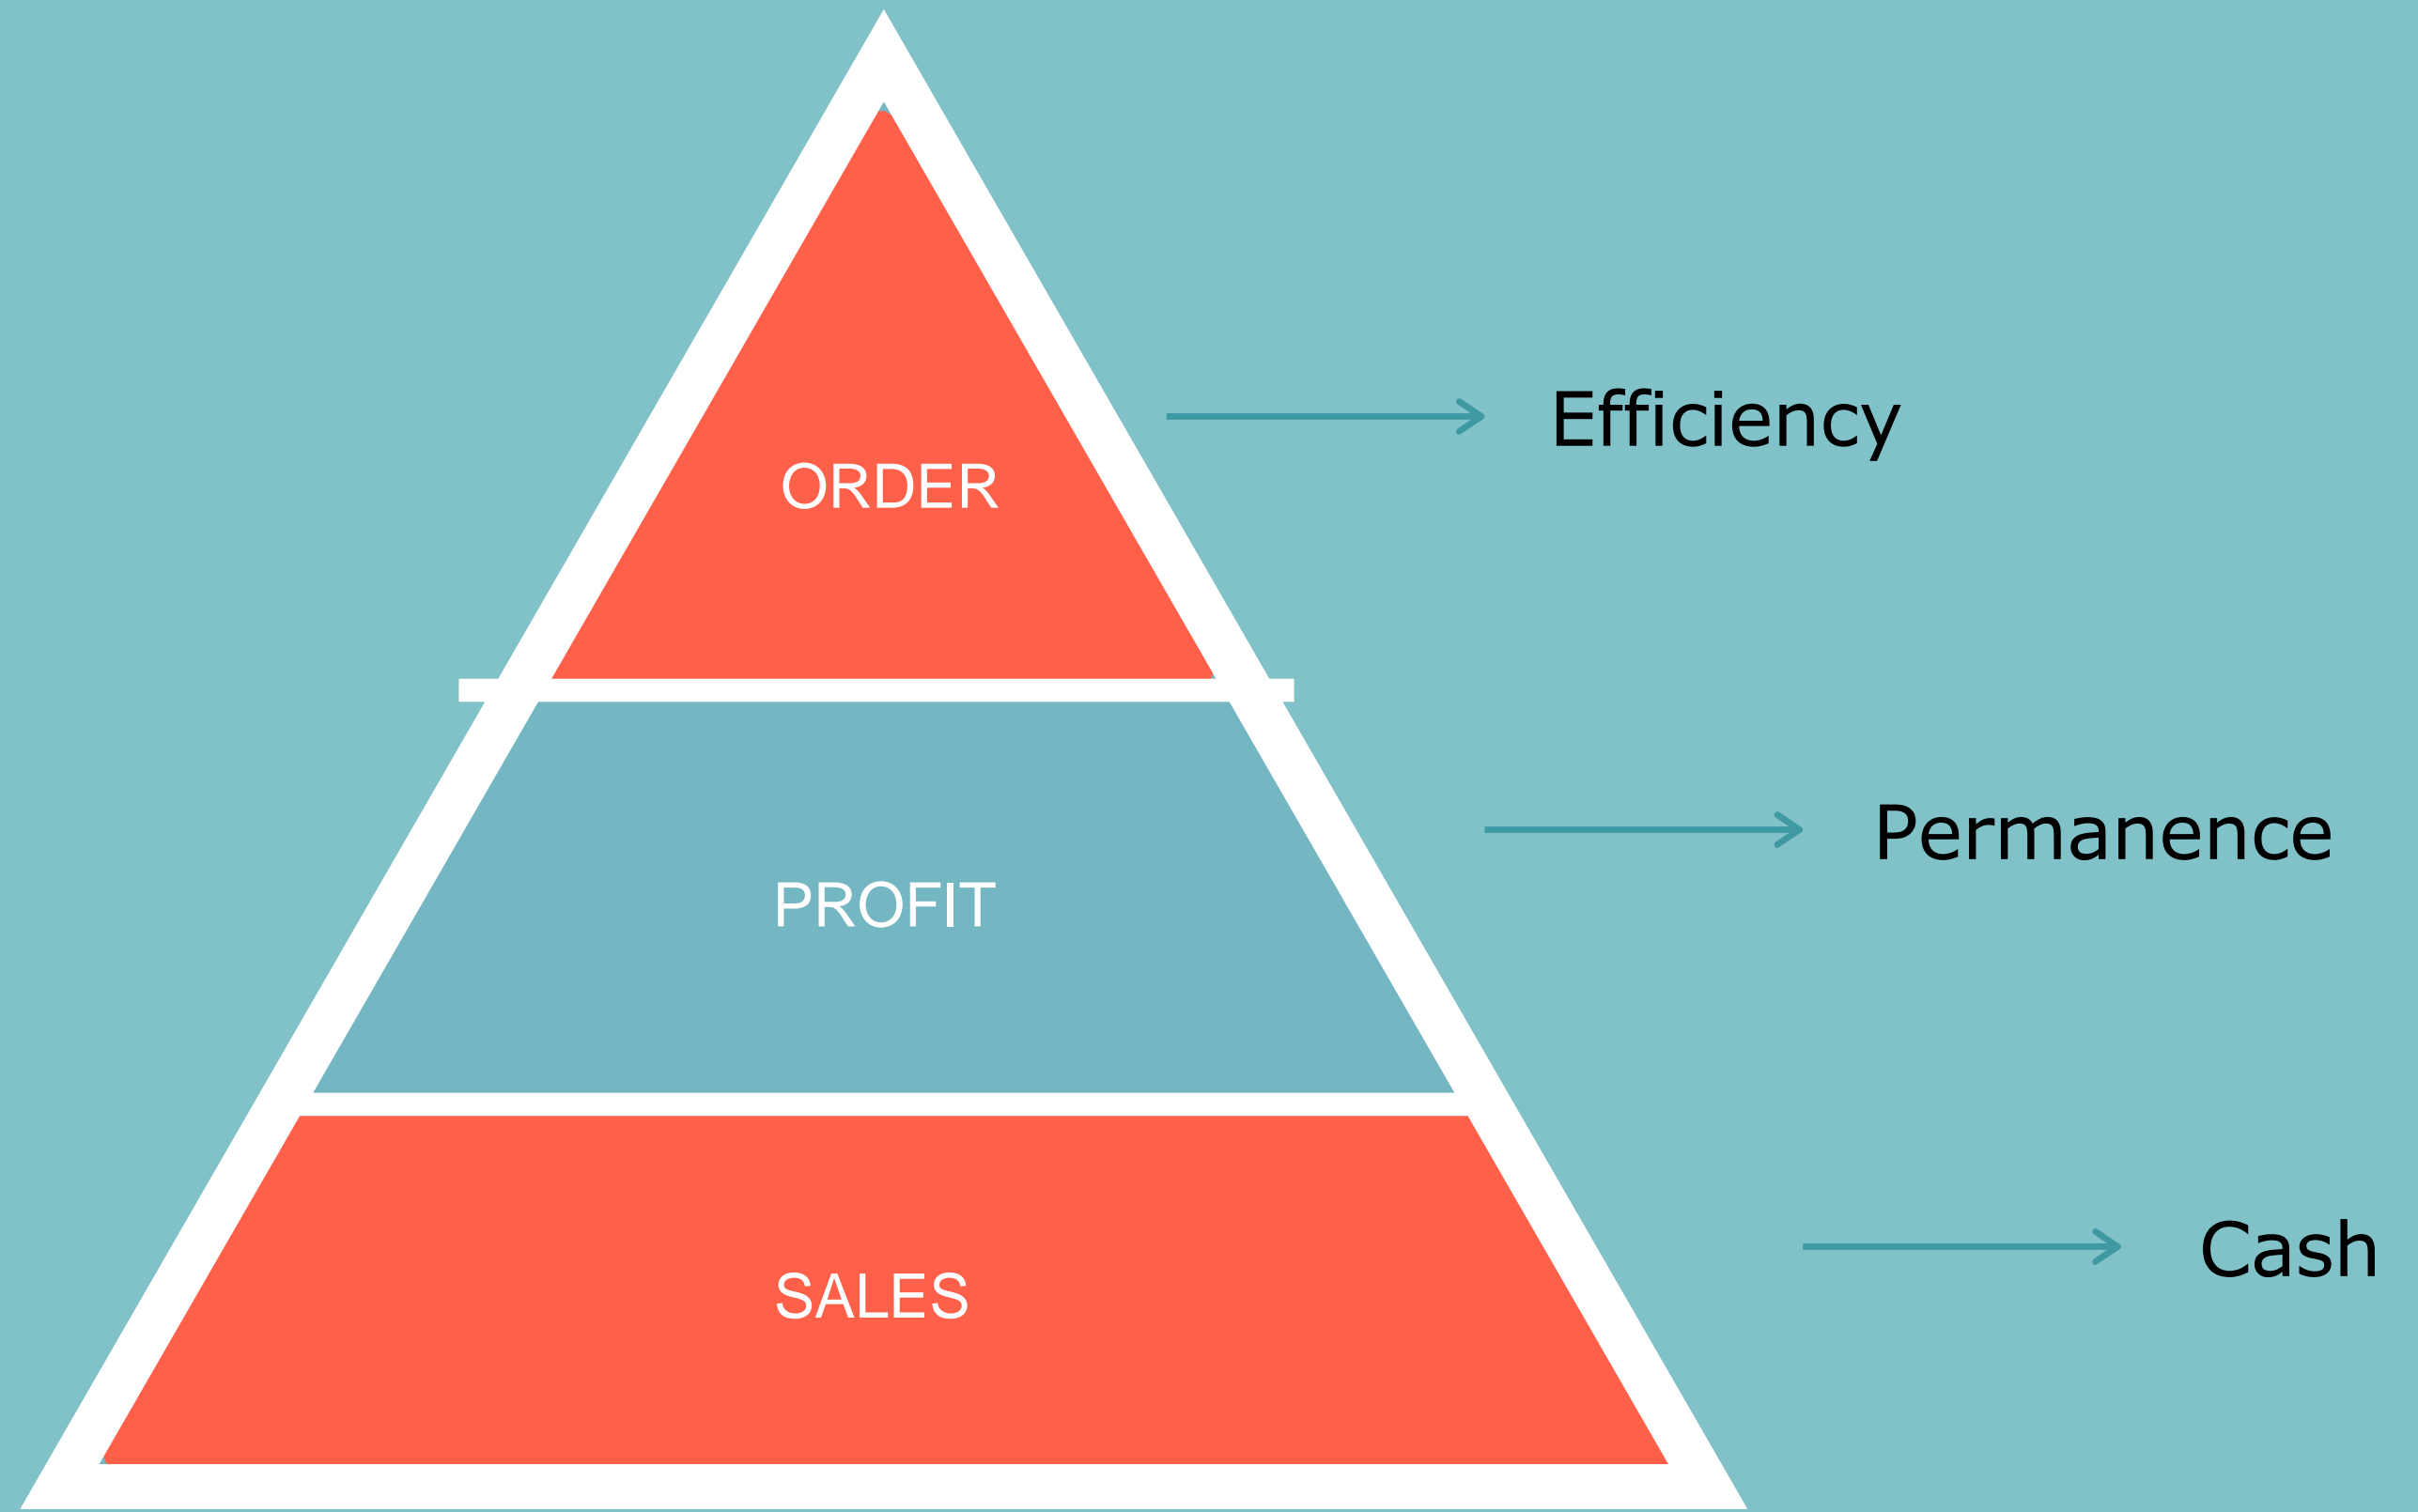 Efficiency
ORDER
Permanence
PROFIT
Cash
SALES